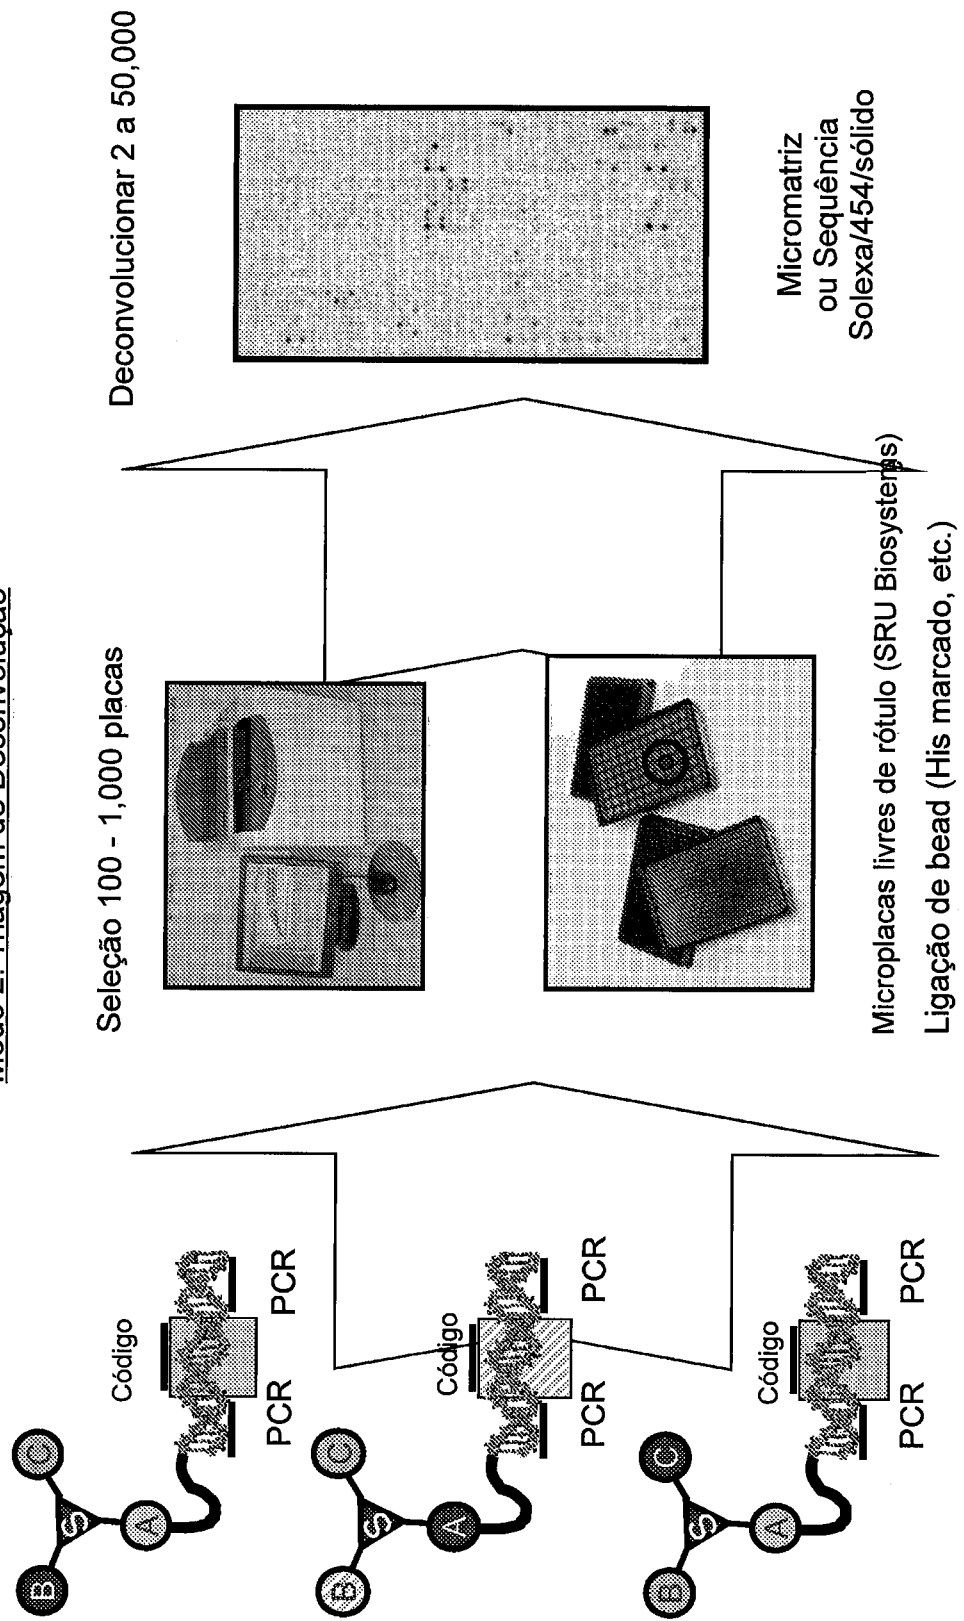 Modo 2: Triagem de Deconvolução
B
C
S
A
Código
PCR
PCR
B
C
S
A
Código
PCR
PCR
B
C
S
A
Código
PCR
PCR
Seleção 100 - 1,000 placas
Microplacas livres de rótulo (SRU Biosystems)
Ligação de bead (His marcado, etc.)
Deconvolucionar 2 a 50,000
Micromatriz
ou Sequência
Solexa/454/sólido